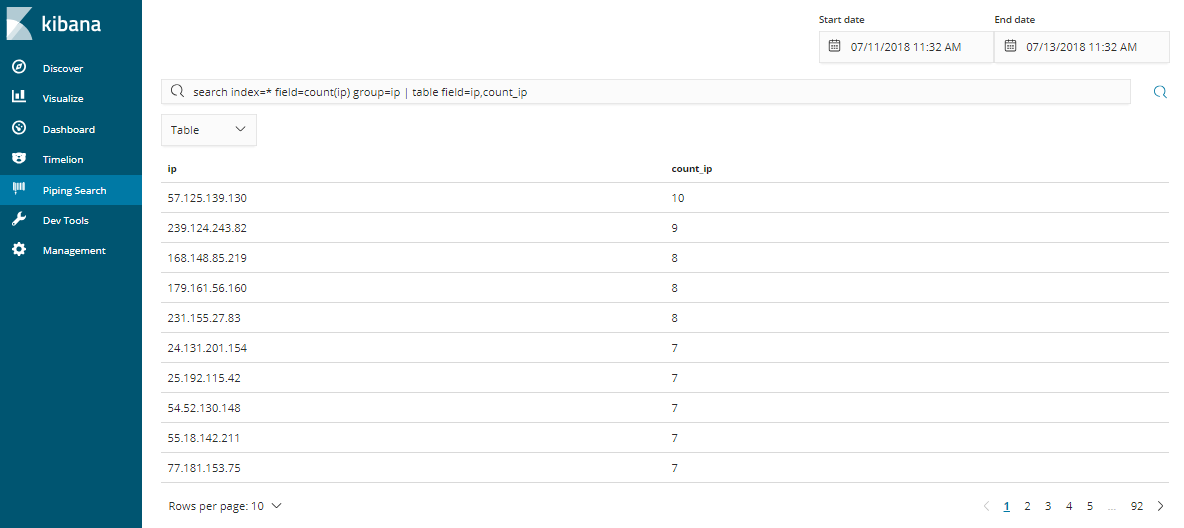 kibana
Discover
Visualize
Dashboard
Timelion
Piping Search
Dev Tools
Management
Start date
End date
07/11/2018 11:32 AM
07/13/2018 11:32 AM
search index=* field=count(ip) group=ip | table field=ip,count_ip
Table
ip count_ip
57.125.139.130 10
239.124.243.82 9
168.148.85.219 8
179.161.56.160 8
231.155.27.83 8
24.131.201.154 7
25.192.115.42 7
54.52.130.148 7
55.18.142.211 7
77.181.153.75 7
Rows per page: 10
1 2 3 4 5 ... 92